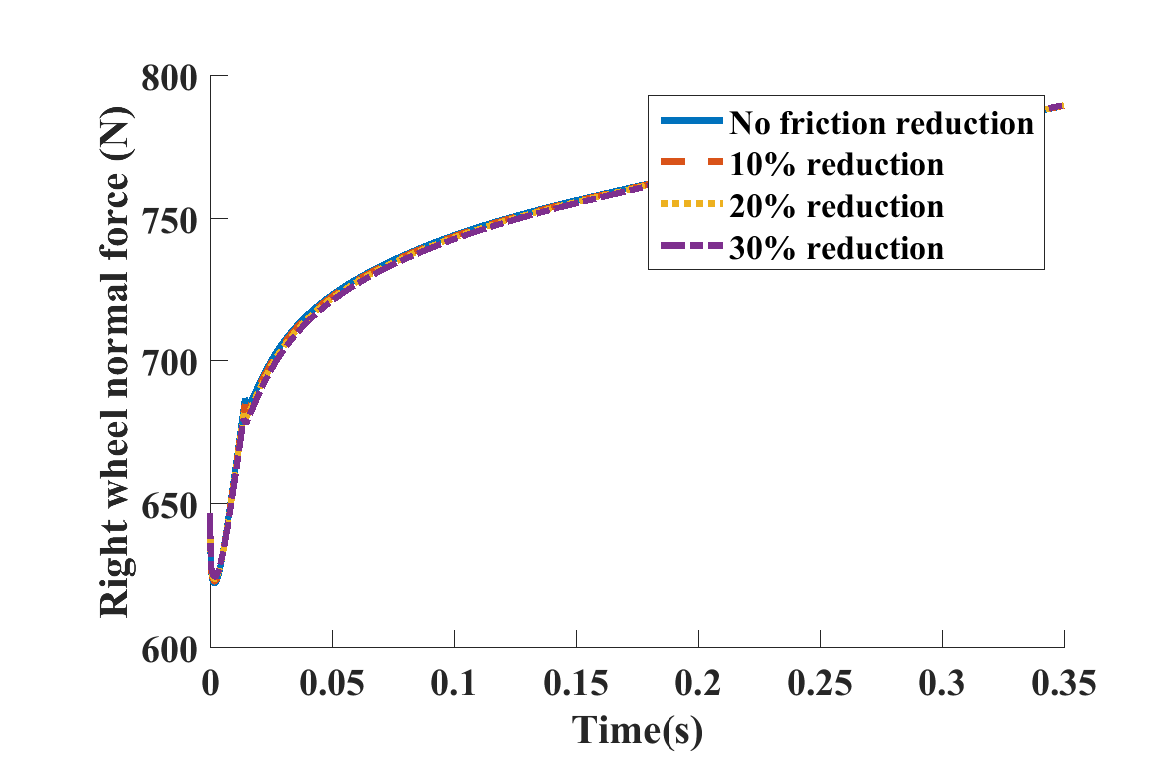 800
750
700
650
600
Right wheel normal force (N)
No friction reduction
10% reduction
20% reduction
30% reduction
0 0.05 0.1 0.15 0.2 0.25 0.3 0.35
Time(s)